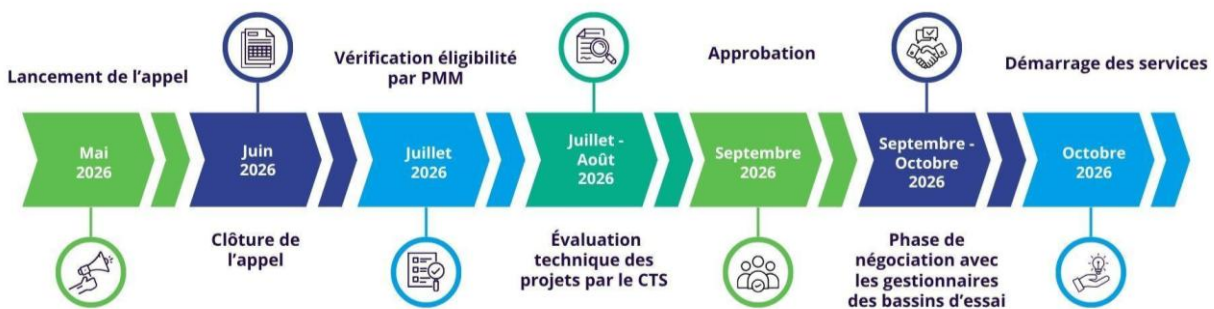 Lancement de l'appel
Mai
2026
Juin
2026
Clôture de
l'appel
Vérification éligibilité
par PMM
Juillet
2026
Juillet -
Août
2026
Évaluation
technique des
projets par le CTS
Approbation
Septembre
2026
Septembre -
Octobre
2026
Phase de
négociation avec
les gestionnaires
des bassins d'essai
Démarrage des services
Octobre
2026